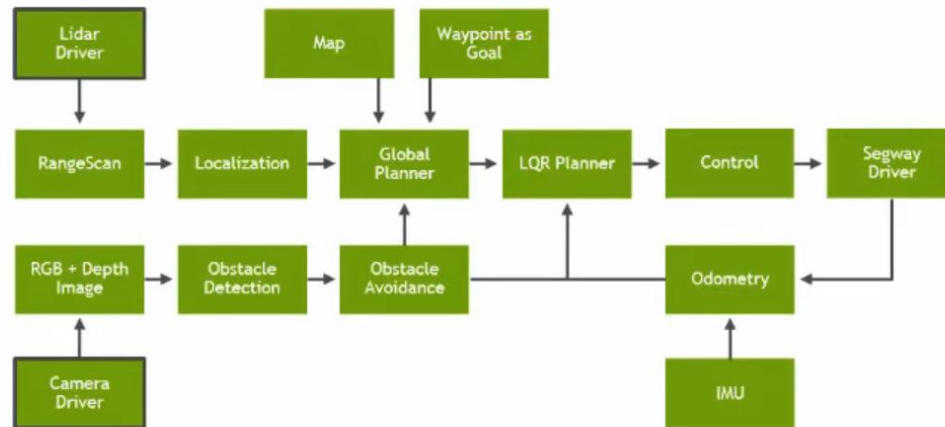 Lidar
Driver
Map
Waypoint as
Goal
RangeScan
Localization
Global
Planner
LQR Planner
Control
Segway
Driver
RGB + Depth
Image
Obstacle
Detection
Obstacle
Avoidance
Odometry
Camera
Driver
IMU